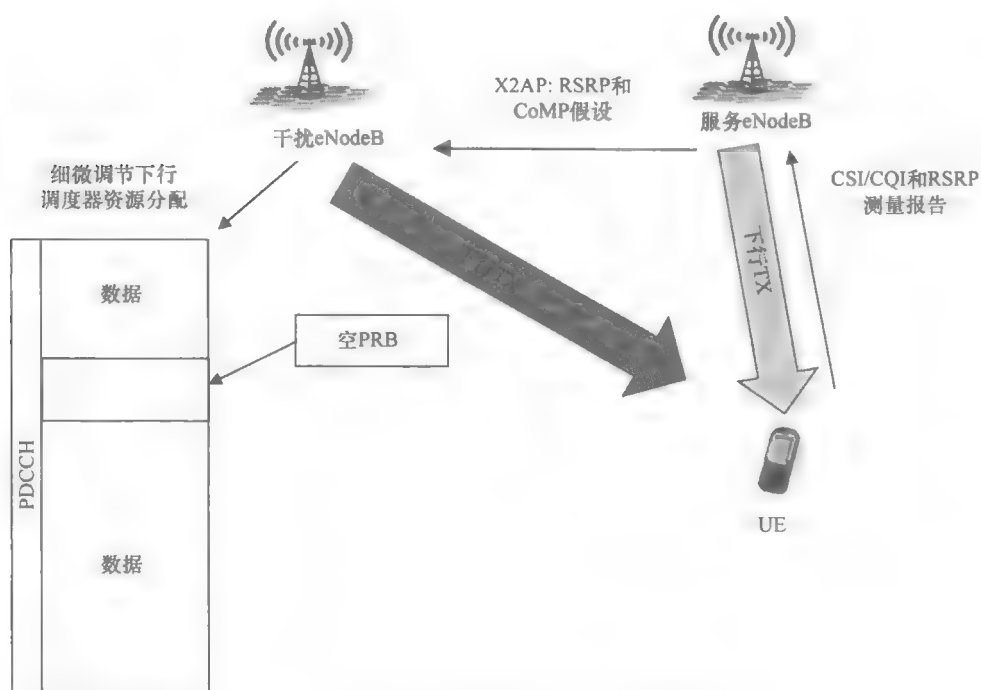 X2AP: RSRP和
CoMP假设
干扰eNodeB
服务eNodeB
细微调节下行
调度器资源分配
CSI/CQI和RSRP
测量报告
下行TX
数据
空PRB
PDCCH
数据
UE